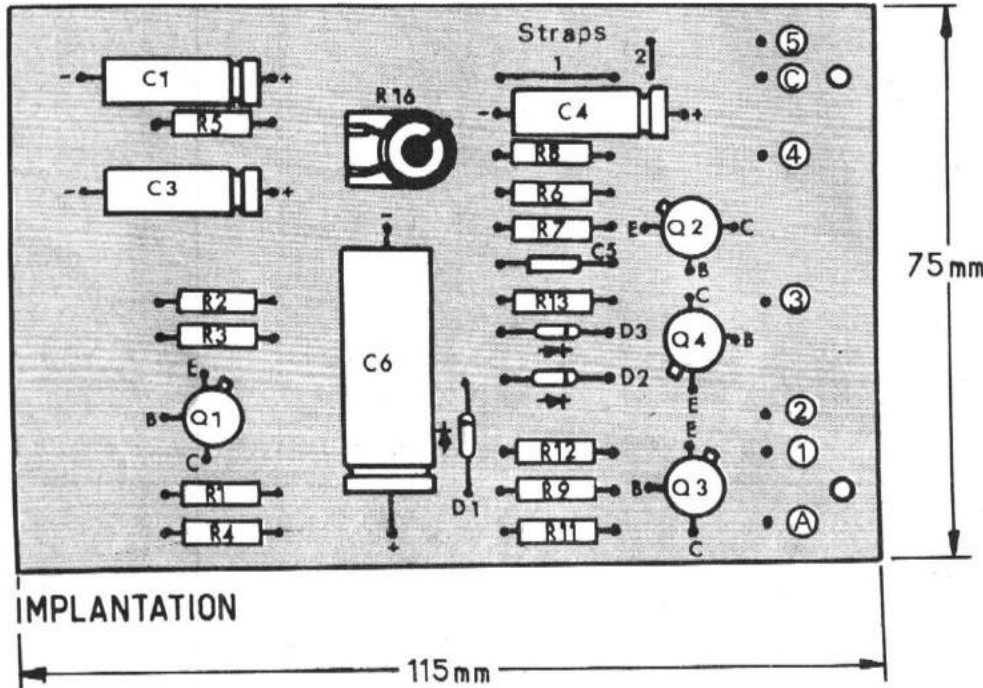 Straps
1
2
5
C
- C1 +
R5
R16
- C4 +
R8
4
- C3 +
R6
R7
E Q2 C
B
-
C5
R2
R13
C
3
R3
D3
Q4 B
C6
D2
E
E
B Q1
C
2
E
R12
1
R1
R9
B Q3
D1
R4
+
R11
C
A
75mm
IMPLANTATION
115mm